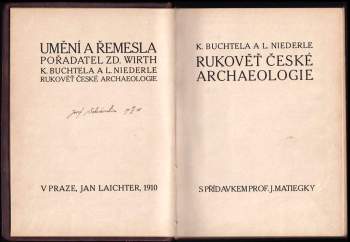 UMĚNÍ A ŘEMESLA
POŘADATEL ZD. WIRTH
K. BUCHTELA A L. NIEDERLE
RUKOVĚŤ ČESKÉ ARCHAEOLOGIE
V PRAZE, JAN LAICHTER, 1910
K. BUCHTELA A L. NIEDERLE
RUKOVĚŤ ČESKÉ
ARCHAEOLOGIE
S PŘÍDAVKEM PROF. J. MATIEGKY